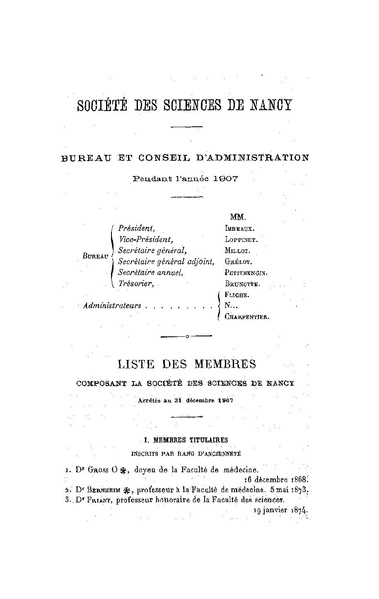 SOCIÉTÉ DES SCIENCES DE NANCY
BUREAU ET CONSEIL D'ADMINISTRATION
Pendant l'année 1907
MM.
BUREAU
Président, IMBEAUX.
Vice-Président, LOPPINET.
Secrétaire général, MILLOT.
Secrétaire général adjoint, GRÉLOT.
Secrétaire annuel, PETITMENGIN.
Trésorier, BRUNOTTE.
FLICHE.
Administrateurs . . . . . . . . . N...
CHARPENTIER.
LISTE DES MEMBRES
COMPOSANT LA SOCIÉTÉ DES SCIENCES DE NANCY
Arrêtée au 31 décembre 1907
I. MEMBRES TITULAIRES
INSCRITS PAR RANG D'ANCIENNETÉ
1. Dr GROSS O ✻, doyen de la Faculté de médecine.
16 décembre 1868.
2. Dr BERNHEIM ✻, professeur à la Faculté de médecine. 5 mai 1873.
3. Dr FRIANT, professeur honoraire de la Faculté des sciences.
19 janvier 1874.